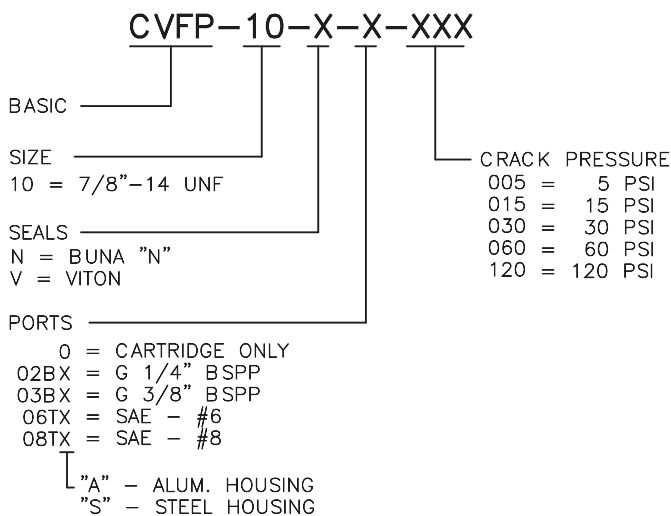 CVFP-10-X-X-XXX
BASIC
SIZE
10 = 7/8"-14 UNF
SEALS
N = BUNA "N"
V = VITON
PORTS
0 = CARTRIDGE ONLY
02BX = G 1/4" BSPP
03BX = G 3/8" BSPP
06TX = SAE - #6
08TX = SAE - #8
"A" - ALUM. HOUSING
"S" - STEEL HOUSING
CRACK PRESSURE
005 = 5 PSI
015 = 15 PSI
030 = 30 PSI
060 = 60 PSI
120 = 120 PSI